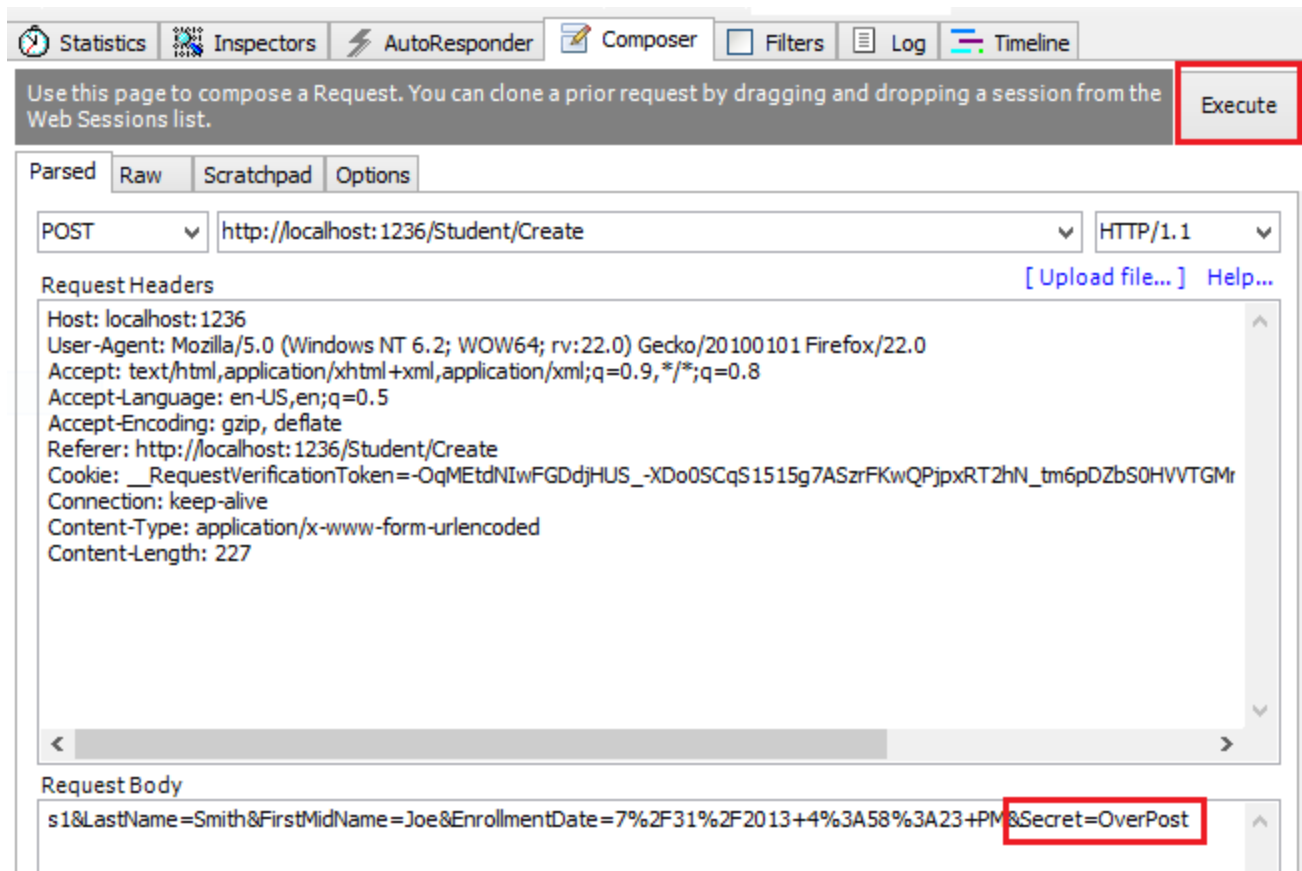 Statistics Inspectors AutoResponder Composer Filters Log Timeline
Use this page to compose a Request. You can clone a prior request by dragging and dropping a session from the
Web Sessions list.
Execute
Parsed Raw Scratchpad Options
POST http://localhost:1236/Student/Create HTTP/1.1
Request Headers [ Upload file... ] Help...
Host: localhost:1236
User-Agent: Mozilla/5.0 (Windows NT 6.2; WOW64; rv:22.0) Gecko/20100101 Firefox/22.0
Accept: text/html,application/xhtml+xml,application/xml;q=0.9,*/*;q=0.8
Accept-Language: en-US,en;q=0.5
Accept-Encoding: gzip, deflate
Referer: http://localhost:1236/Student/Create
Cookie: __RequestVerificationToken=-OqMEtdNIwFGDdjHUS_-XDo0SCqS1515g7ASzrFKwQPjpxRT2hN_tm6pDZbS0HVVTGMr
Connection: keep-alive
Content-Type: application/x-www-form-urlencoded
Content-Length: 227
Request Body
s1&LastName=Smith&FirstMidName=Joe&EnrollmentDate=7%2F31%2F2013+4%3A58%3A23+PM&Secret=OverPost